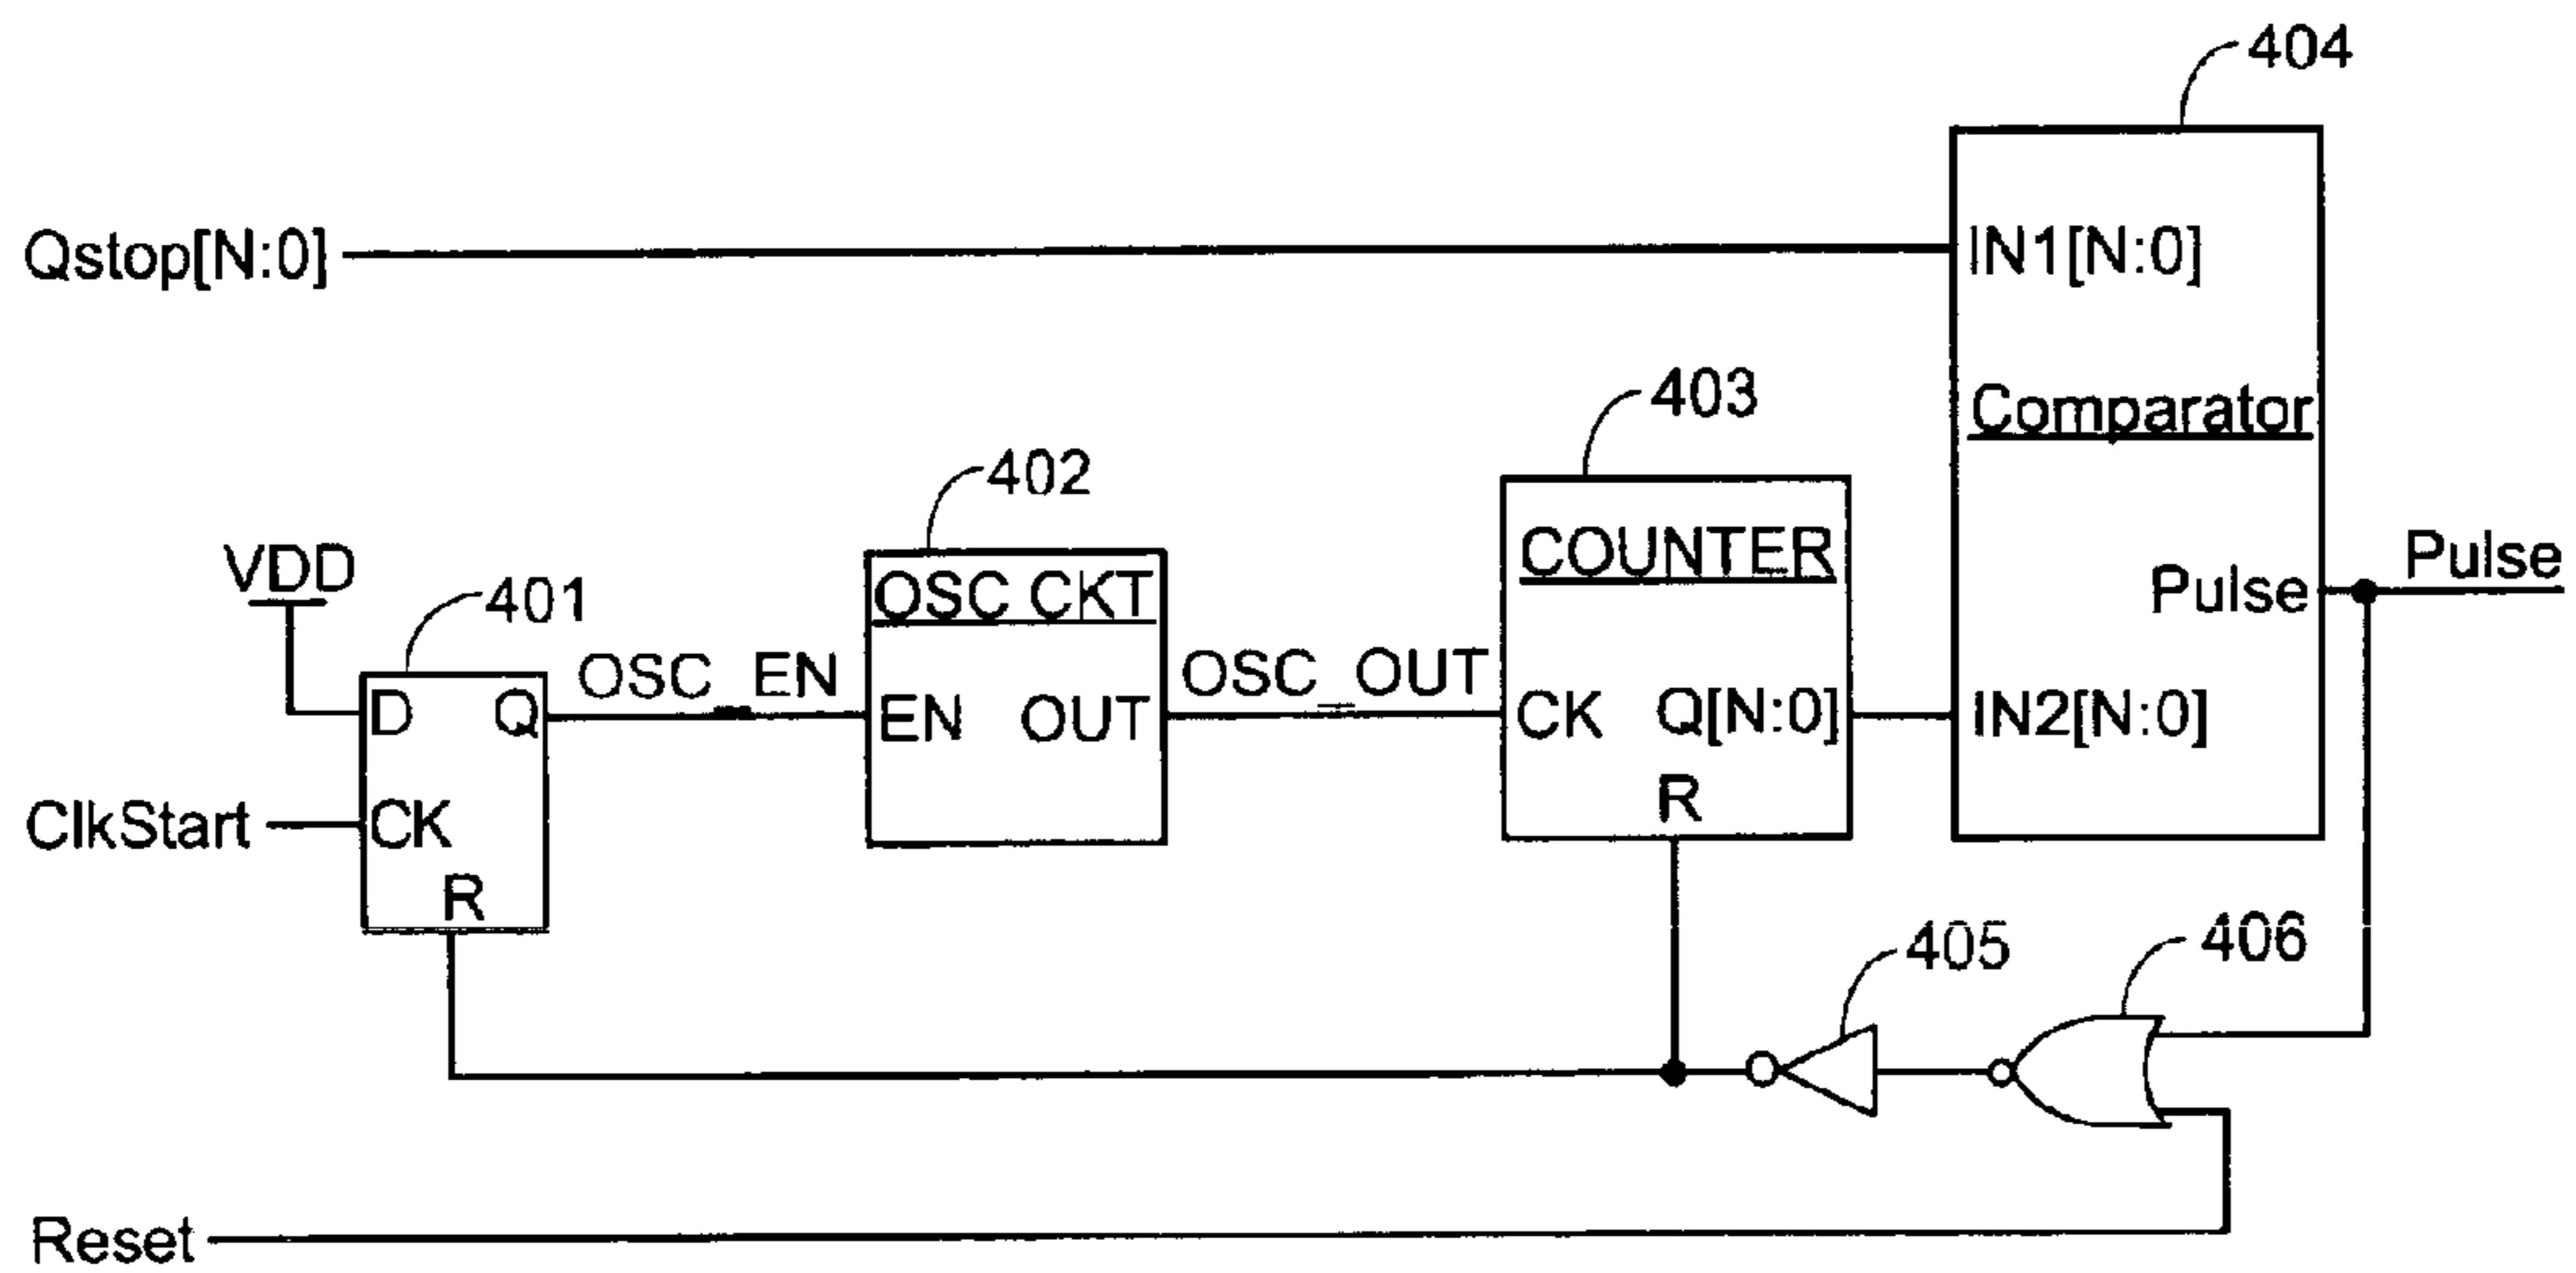 404
Qstop[N:0]
IN1[N:0]
403
Comparator
402
COUNTER
VDD
401
OSC CKT
Pulse
Pulse
OSC_EN
OSC_OUT
D
Q
EN
OUT
CK
Q[N:0]
IN2[N:0]
R
ClkStart
CK
R
405
406
Reset